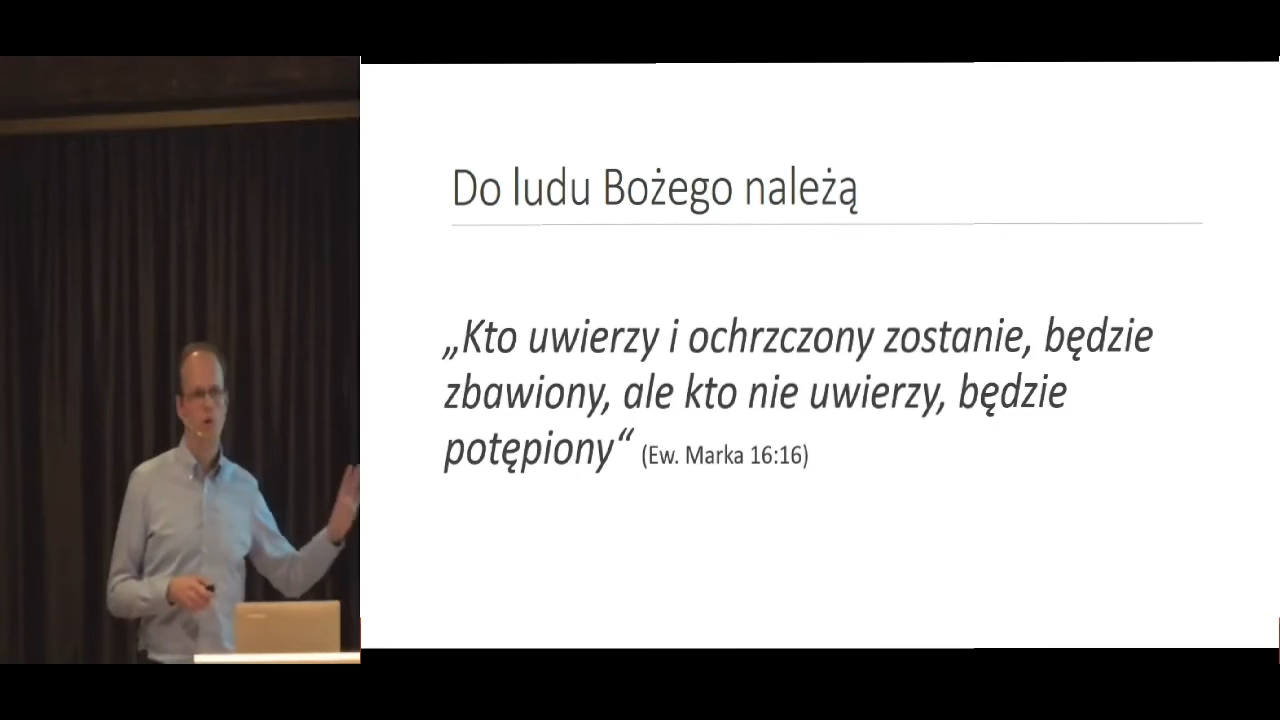 Do ludu Bożego należą
„Kto uwierzy i ochrzczony zostanie, będzie
zbawiony, ale kto nie uwierzy, będzie
potępiony“ (Ew. Marka 16:16)